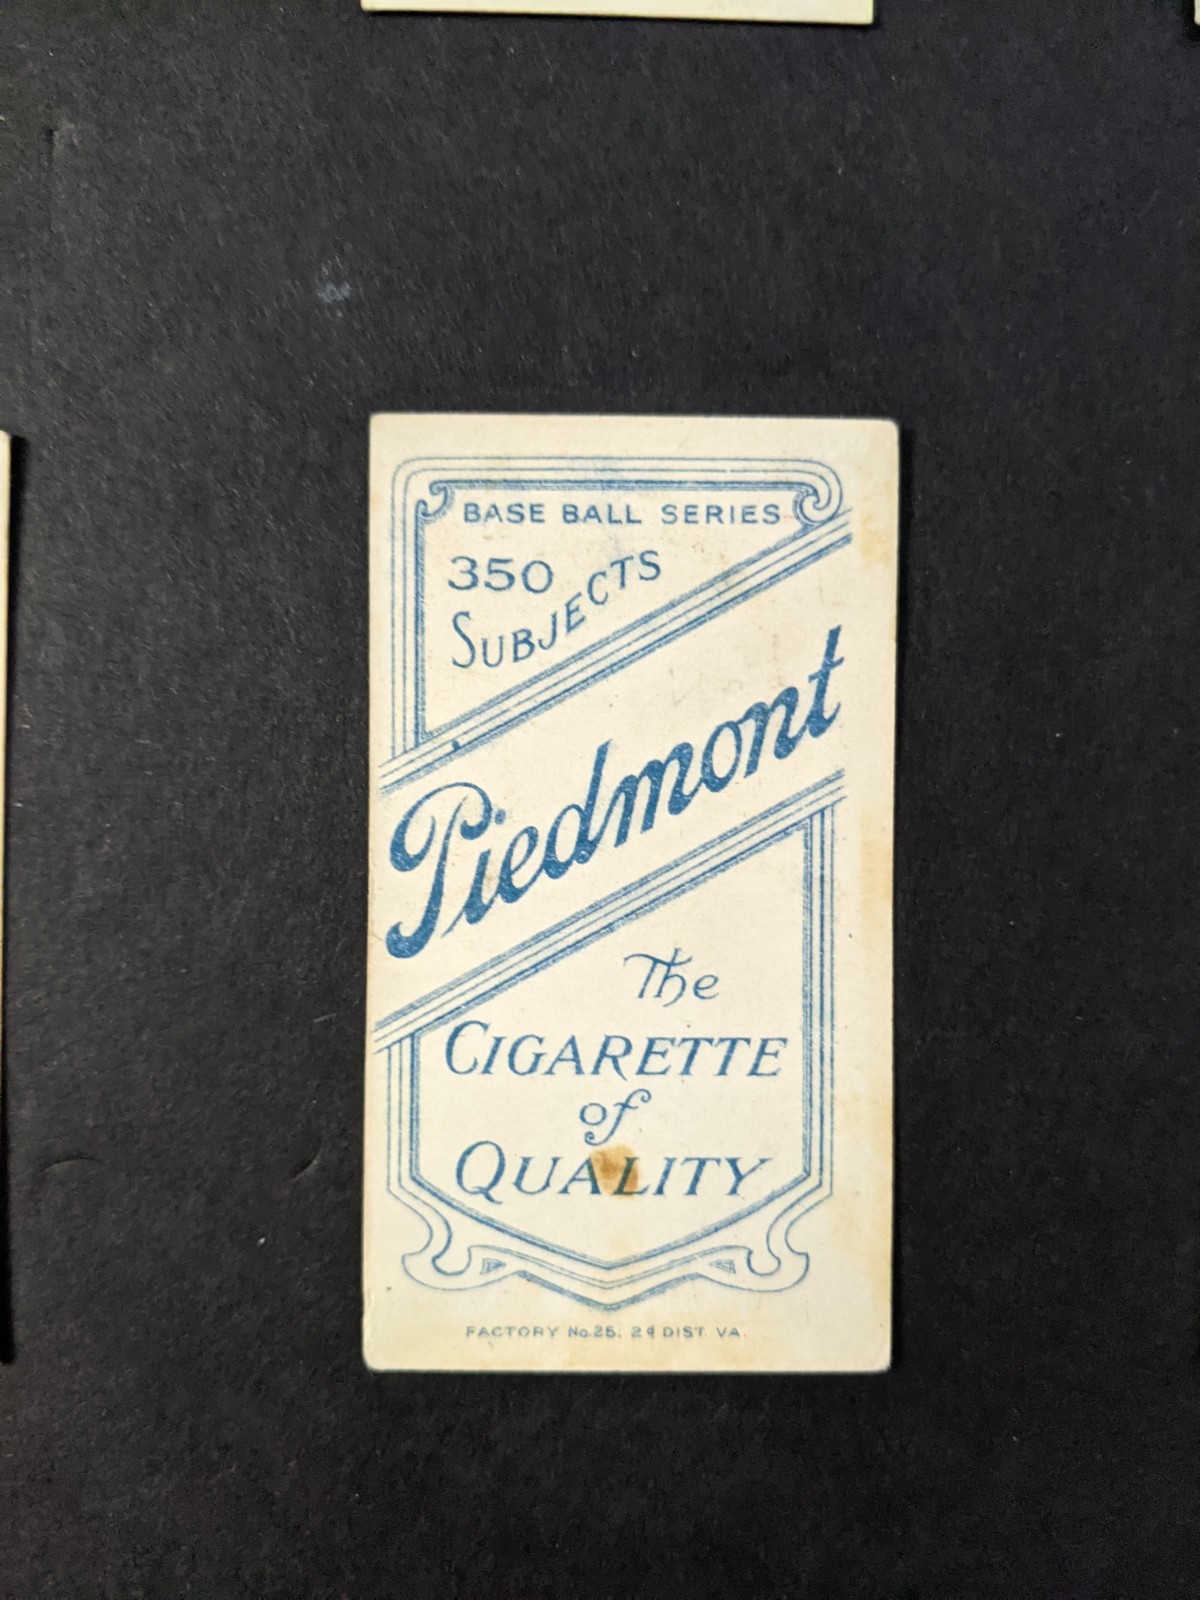 BASE BALL SERIES
350
SUBJECTS
Piedmont
The
CIGARETTE
of
QUALITY
FACTORY No. 25, 2d DIST. VA.